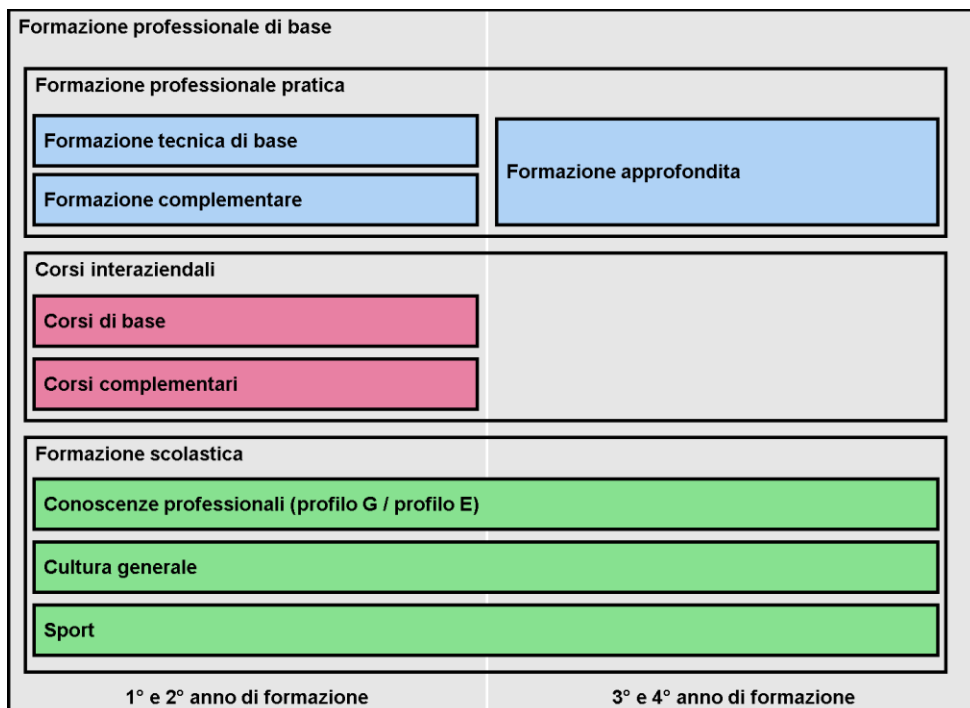 Formazione professionale di base
Formazione professionale pratica
Formazione tecnica di base
Formazione complementare
Formazione approfondita
Corsi interaziendali
Corsi di base
Corsi complementari
Formazione scolastica
Conoscenze professionali (profilo G / profilo E)
Cultura generale
Sport
1° e 2° anno di formazione
3° e 4° anno di formazione